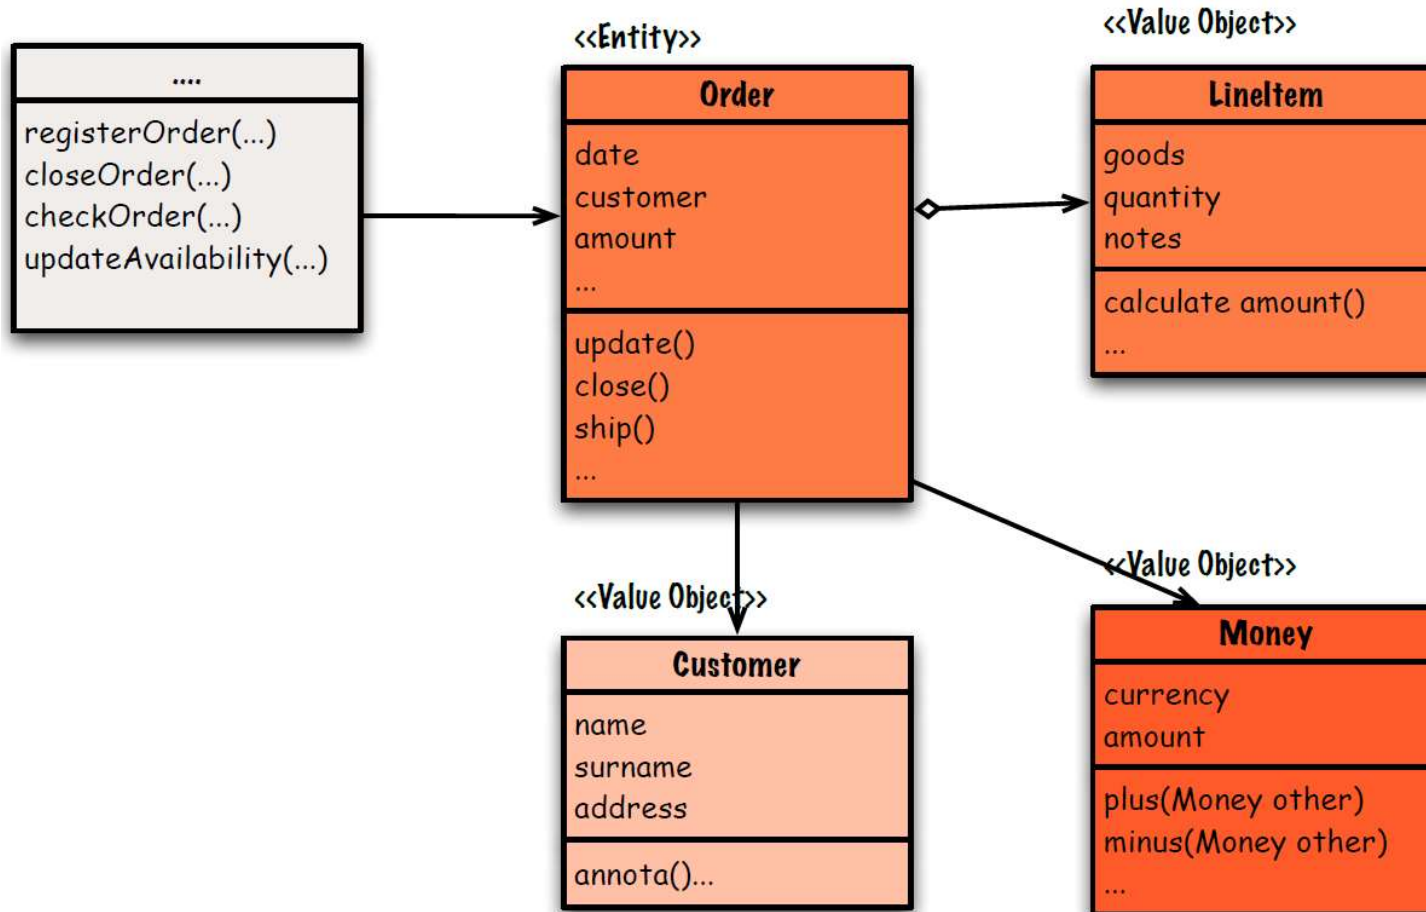 ....
registerOrder(...)
closeOrder(...)
checkOrder(...)
updateAvailability(...)
<<Entity>>
Order
date
customer
amount
...
update()
close()
ship()
...
<<Value Object>>
LineItem
goods
quantity
notes
calculate amount()
...
<<Value Object>>
Customer
name
surname
address
annota()...
<<Value Object>>
Money
currency
amount
plus(Money other)
minus(Money other)
...